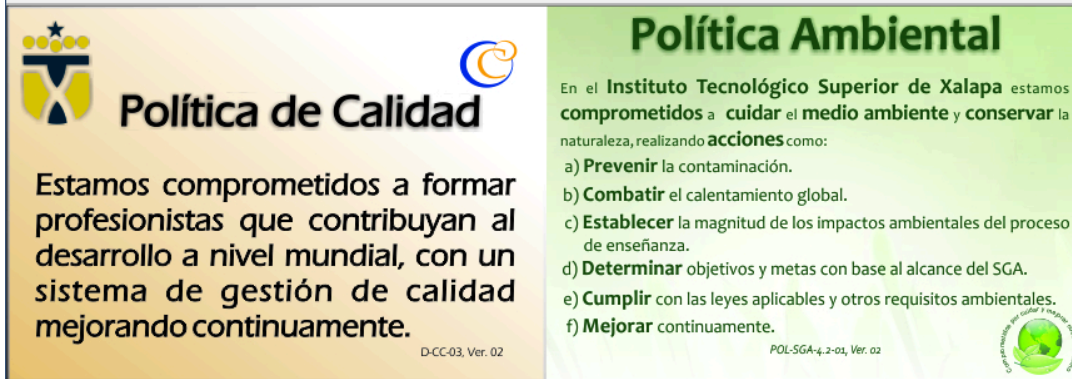 Política de Calidad
Estamos comprometidos a formar
profesionistas que contribuyan al
desarrollo a nivel mundial, con un
sistema de gestión de calidad
mejorando continuamente.
D-CC-03, Ver. 02
Política Ambiental
En el Instituto Tecnológico Superior de Xalapa estamos
comprometidos a cuidar el medio ambiente y conservar la
naturaleza, realizando acciones como:
a) Prevenir la contaminación.
b) Combatir el calentamiento global.
c) Establecer la magnitud de los impactos ambientales del proceso
de enseñanza.
d) Determinar objetivos y metas con base al alcance del SGA.
e) Cumplir con las leyes aplicables y otros requisitos ambientales.
f) Mejorar continuamente.
POL-SGA-4.2-01, Ver. 02